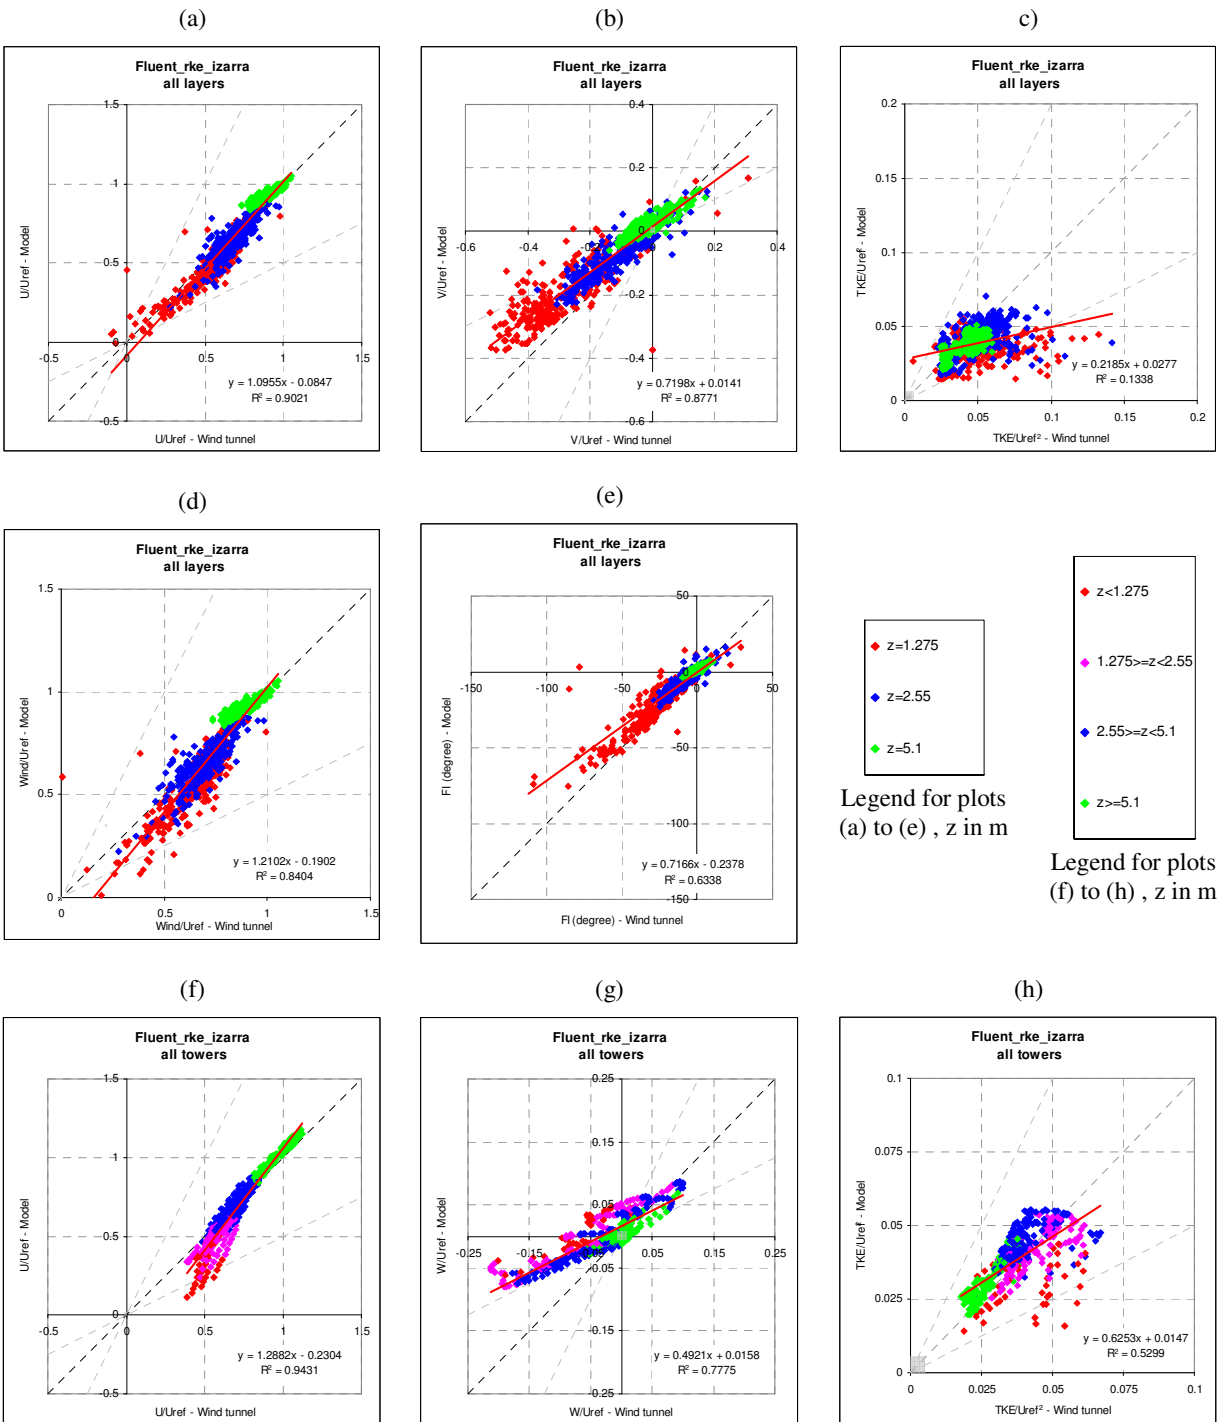 (a)
Fluent_rke_izarra
all layers
1.5
1
0.5
0
-0.5
-0.5
0
0.5
1
1.5
y = 1.0955x - 0.0847
R² = 0.9021
U/Uref - Model
U/Uref - Wind tunnel
(b)
Fluent_rke_izarra
all layers
0.4
0.2
0
-0.2
-0.4
-0.6
-0.6
-0.4
-0.2
0
0.2
0.4
y = 0.7198x + 0.0141
R² = 0.8771
V/Uref - Model
V/Uref - Wind tunnel
c)
Fluent_rke_izarra
all layers
0.2
0.15
0.1
0.05
0
0
0.05
0.1
0.15
0.2
y = 0.2185x + 0.0277
R² = 0.1338
TKE/Uref² - Model
TKE/Uref² - Wind tunnel
(d)
Fluent_rke_izarra
all layers
1.5
1
0.5
0
0
0.5
1
1.5
y = 1.2102x - 0.1902
R² = 0.8404
Wind/Uref - Model
Wind/Uref - Wind tunnel
(e)
Fluent_rke_izarra
all layers
50
0
-50
-100
-150
-150
-100
-50
0
50
y = 0.7166x - 0.2378
R² = 0.6338
FI (degree) - Model
FI (degree) - Wind tunnel
z=1.275
z=2.55
z=5.1
Legend for plots
(a) to (e) , z in m
z<1.275
1.275>=z<2.55
2.55>=z<5.1
z>=5.1
Legend for plots
(f) to (h) , z in m
(f)
Fluent_rke_izarra
all towers
1.5
1
0.5
0
-0.5
-0.5
0
0.5
1
1.5
y = 1.2882x - 0.2304
R² = 0.9431
U/Uref - Model
U/Uref - Wind tunnel
(g)
Fluent_rke_izarra
all towers
0.25
0.15
0.05
-0.05
-0.15
-0.25
-0.25
-0.15
-0.05
0.05
0.15
0.25
y = 0.4921x + 0.0158
R² = 0.7775
W/Uref - Model
W/Uref - Wind tunnel
(h)
Fluent_rke_izarra
all towers
0.1
0.075
0.05
0.025
0
0
0.025
0.05
0.075
0.1
y = 0.6253x + 0.0147
R² = 0.5299
TKE/Uref² - Model
TKE/Uref² - Wind tunnel